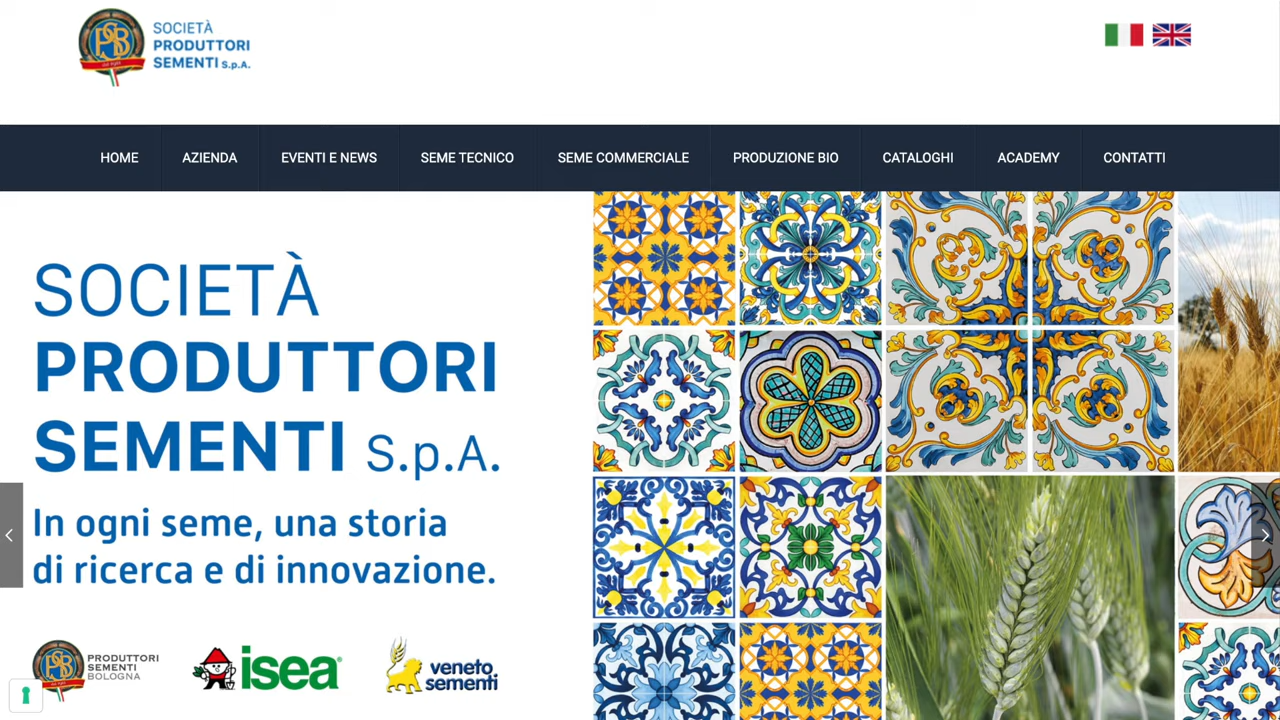 SOCIETÀ
PRODUTTORI
SEMENTI S.p.A.
HOME AZIENDA EVENTI E NEWS SEME TECNICO SEME COMMERCIALE PRODUZIONE BIO CATALOGHI ACADEMY CONTATTI
SOCIETÀ
PRODUTTORI
SEMENTI S.p.A.
In ogni seme, una storia
di ricerca e di innovazione.
PRODUTTORI
SEMENTI
BOLOGNA
isea
veneto
sementi